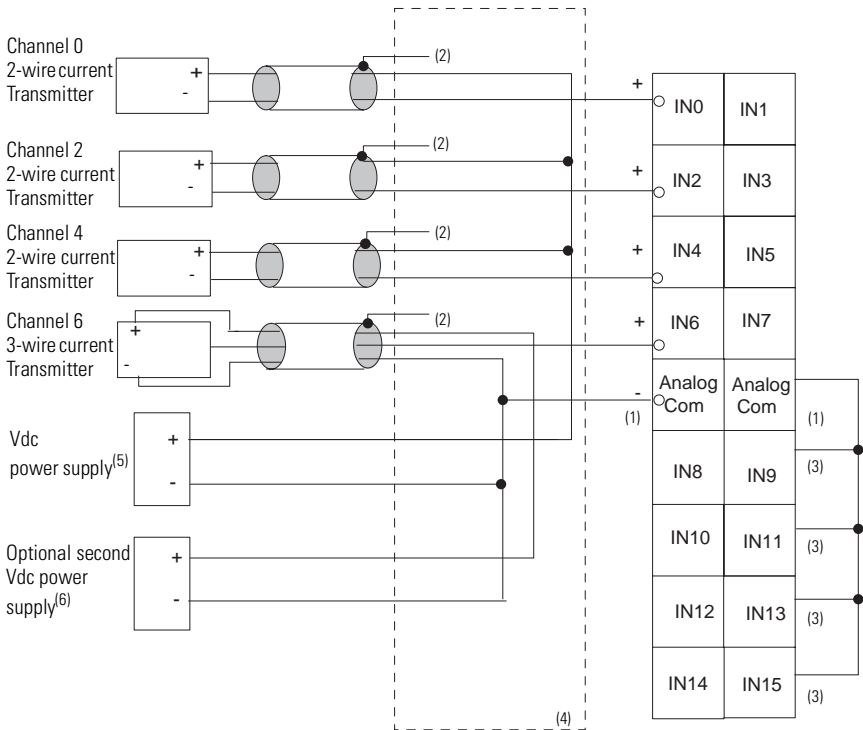 Channel 0
2-wire current
Transmitter
+
-
(2)
Channel 2
2-wire current
Transmitter
+
-
(2)
Channel 4
2-wire current
Transmitter
+
-
(2)
Channel 6
3-wire current
Transmitter
+
-
(2)
Vdc
power supply(5)
+
-
Optional second
Vdc power
supply(6)
+
-
(4)
+
IN0 IN1
+
IN2 IN3
+
IN4 IN5
+
IN6 IN7
-
(1)
Analog
Com
Analog
Com
(1)
IN8 IN9
(3)
IN10 IN11
(3)
IN12 IN13
(3)
IN14 IN15
(3)